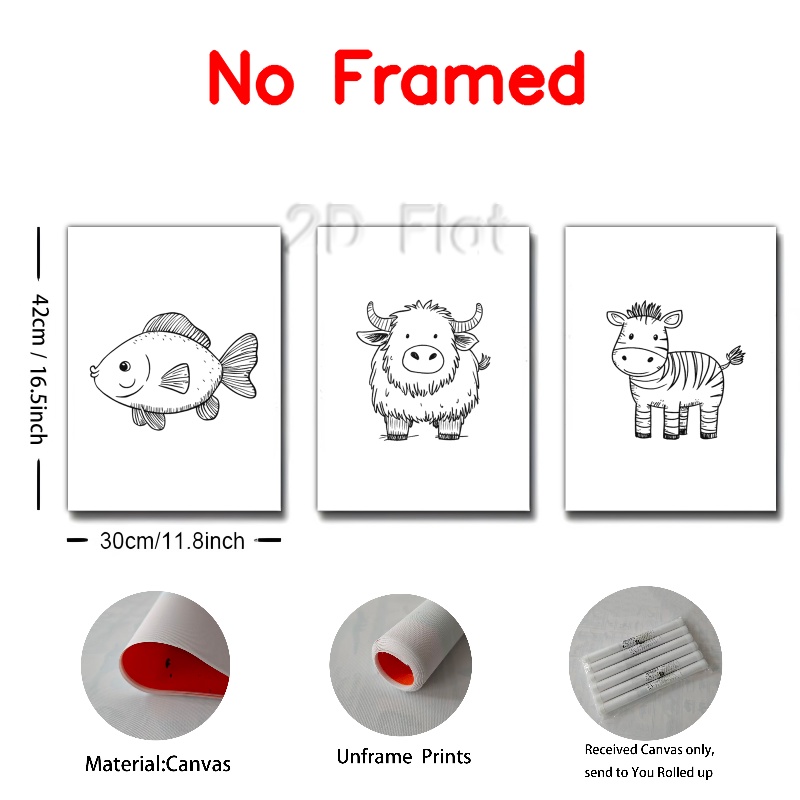 No Framed
2D Flat
42cm / 16.5inch
30cm/11.8inch
Material:Canvas
Unframe Prints
Received Canvas only,
send to You Rolled up